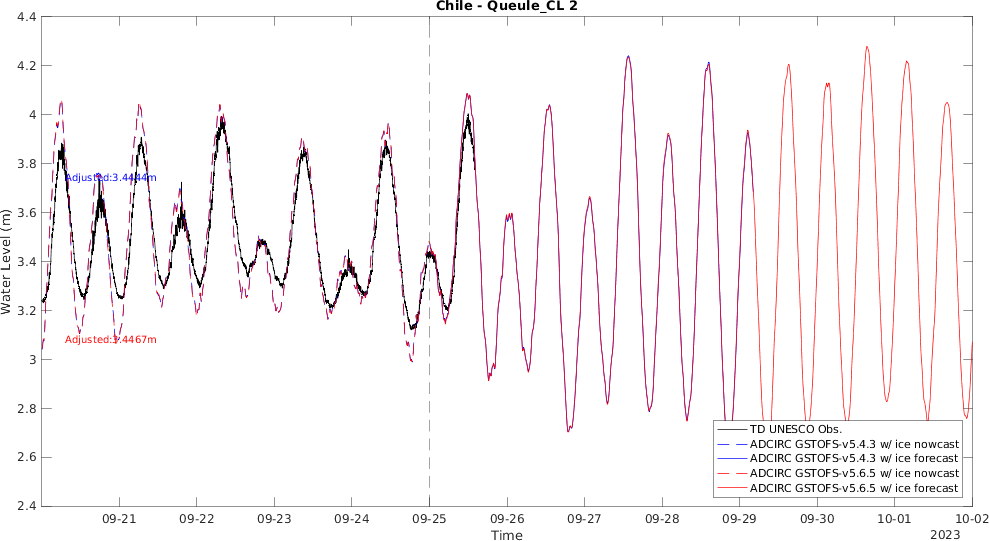 Chile - Queule_CL 2
4.4
4.2
4
3.8
3.6
3.4
3.2
3
2.8
2.6
2.4
Water Level (m)
Adjusted:3.4444m
Adjusted:3.4467m
TD UNESCO Obs.
ADCIRC GSTOFS-v5.4.3 w/ ice nowcast
ADCIRC GSTOFS-v5.4.3 w/ ice forecast
ADCIRC GSTOFS-v5.6.5 w/ ice nowcast
ADCIRC GSTOFS-v5.6.5 w/ ice forecast
09-21 09-22 09-23 09-24 09-25 09-26 09-27 09-28 09-29 09-30 10-01 10-02
Time
2023